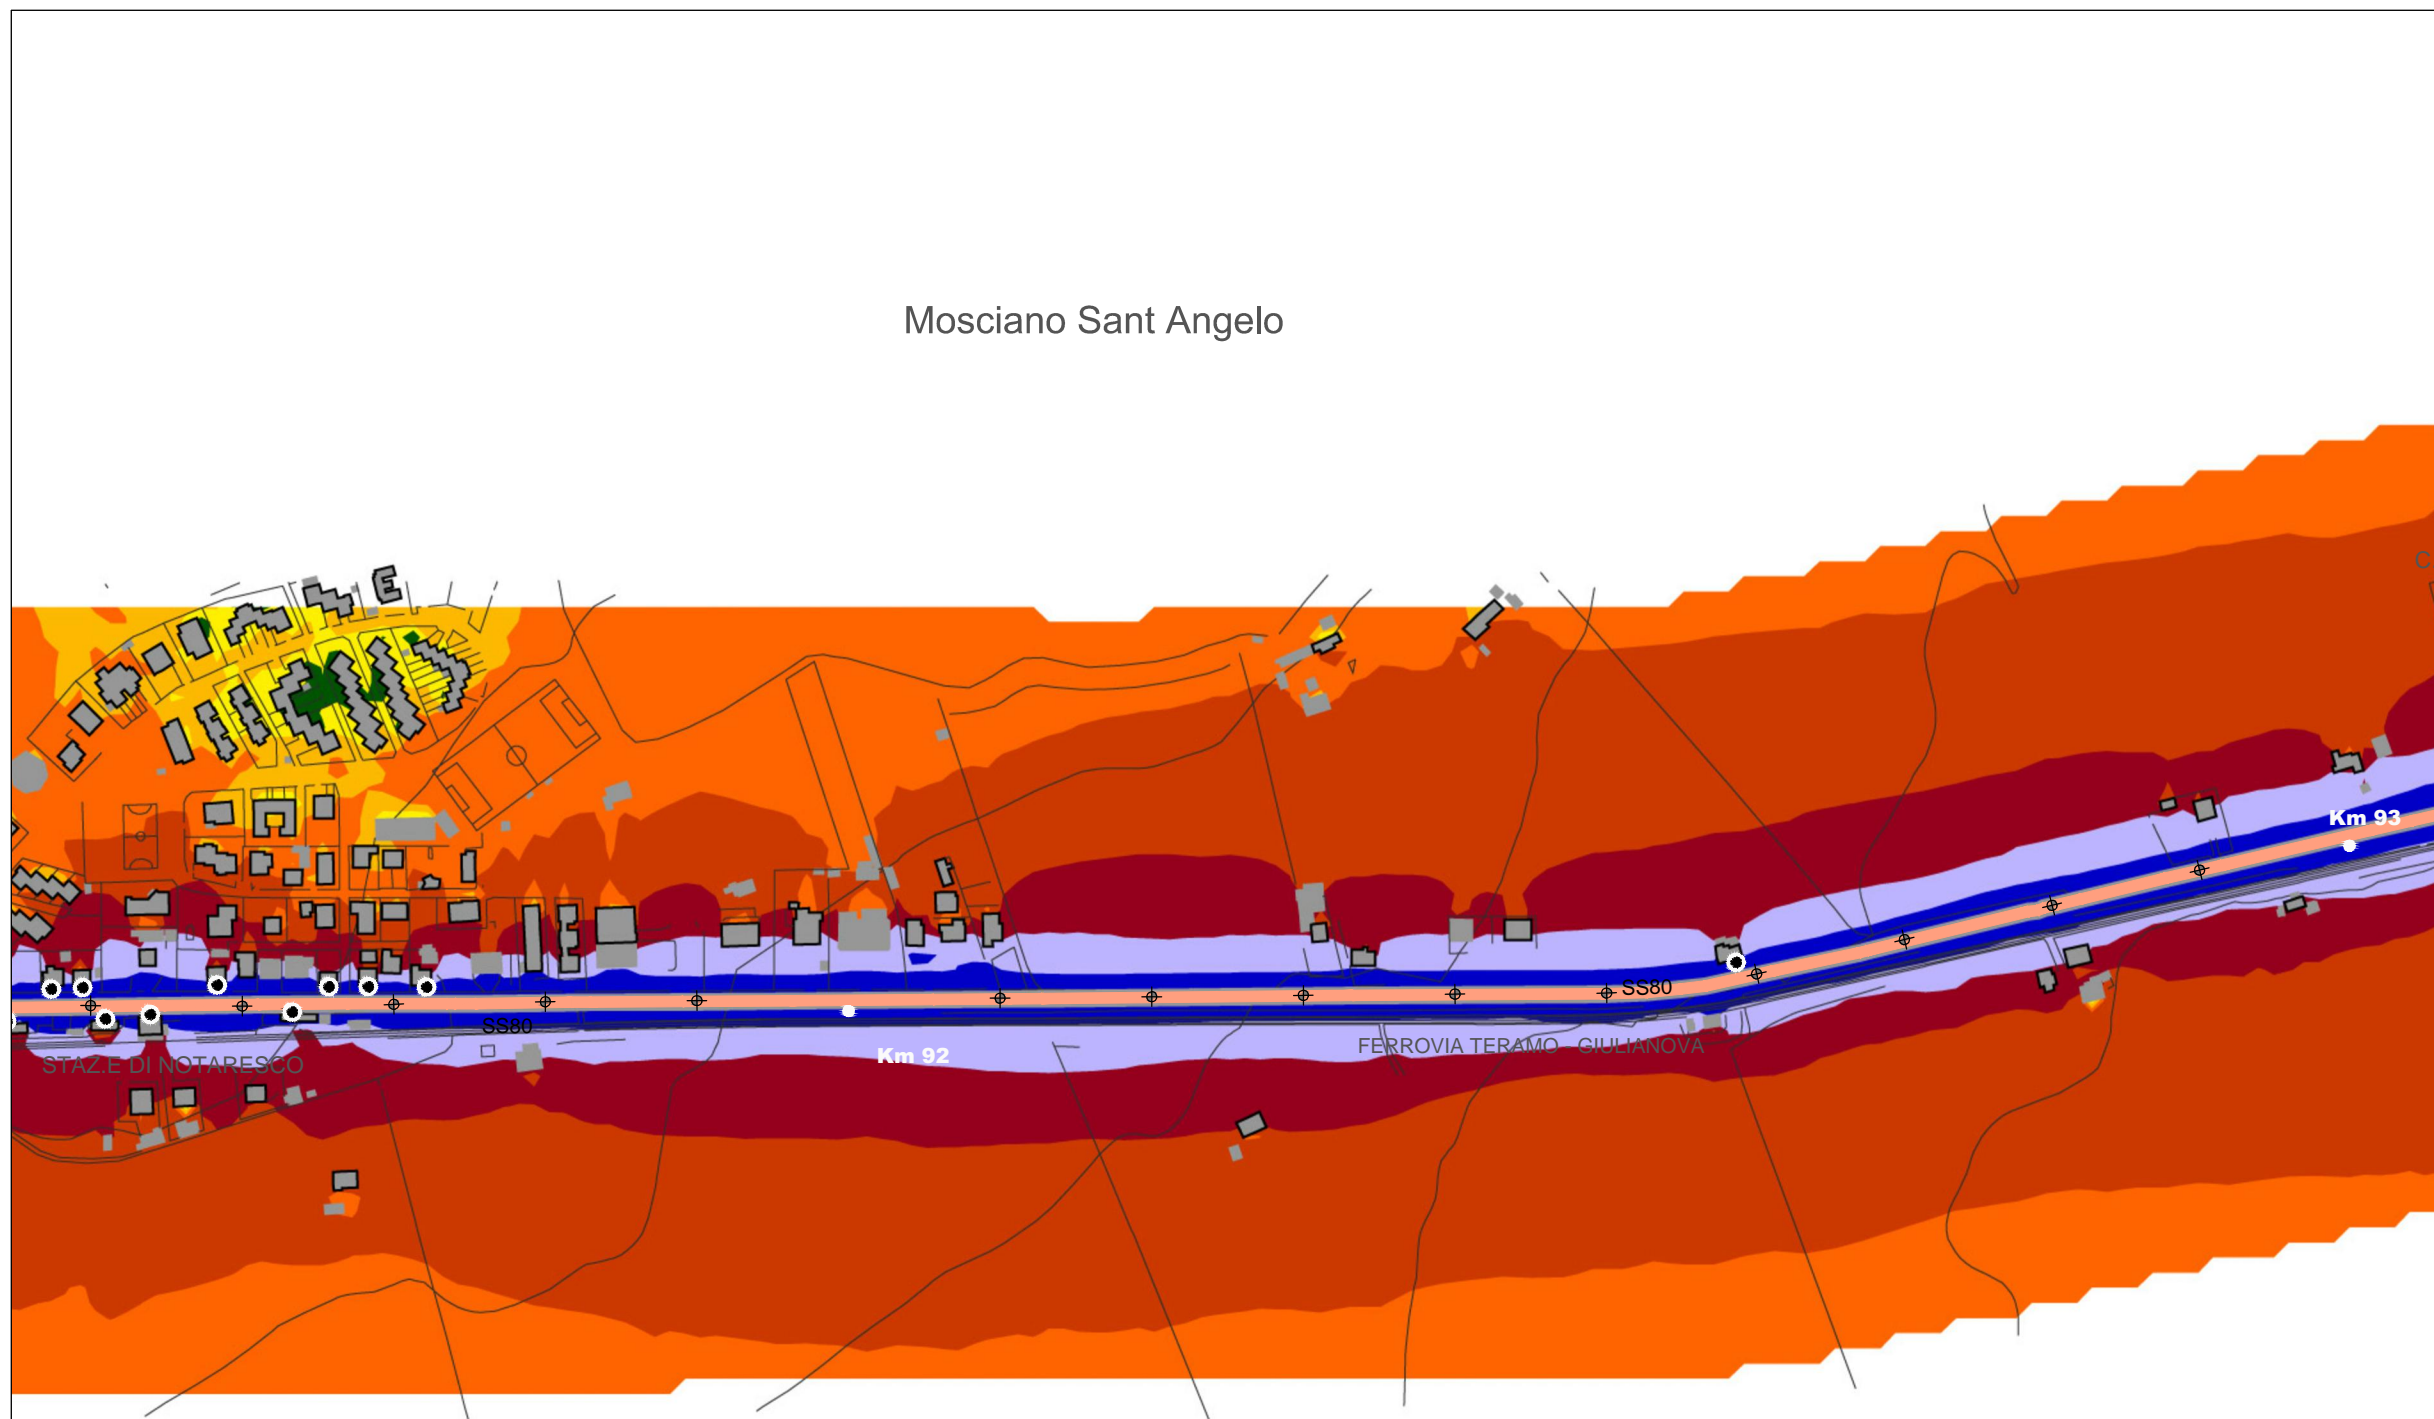 Mosciano Sant Angelo
C
Km 93
SS80
SS80
Km 92
FERROVIA TERAMO - GIULIANOVA
STAZ.E DI NOTARESCO